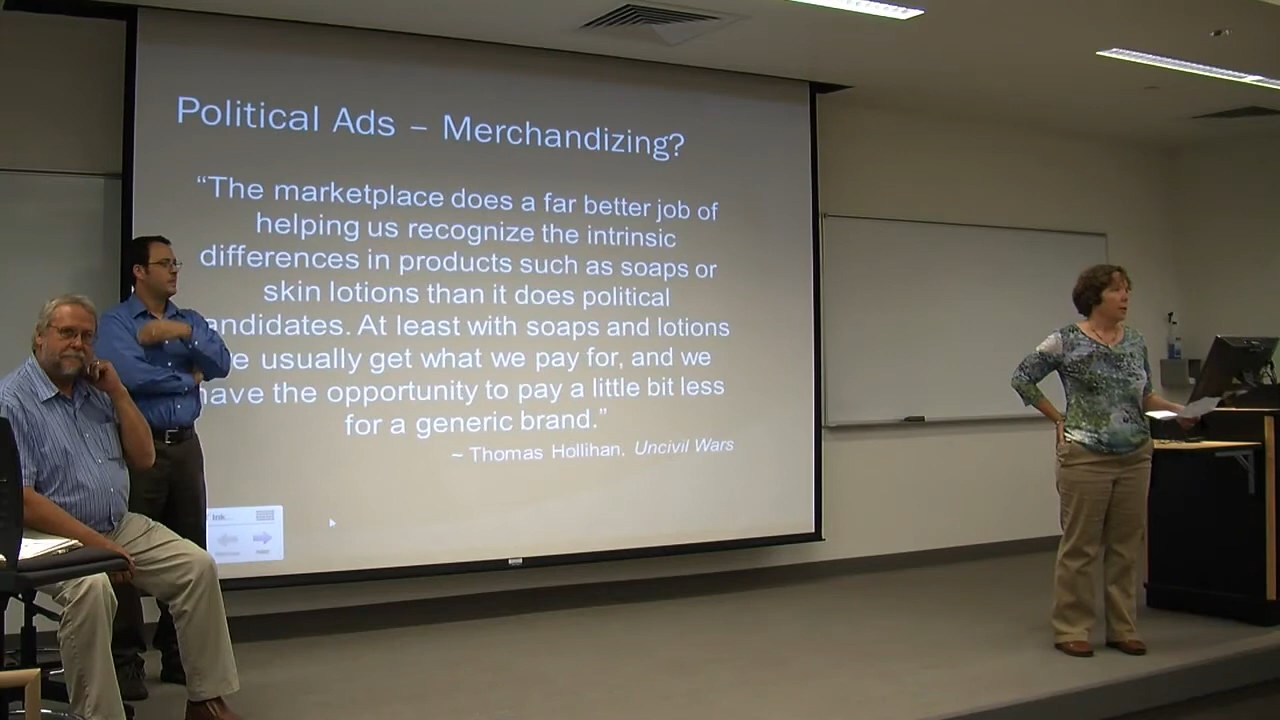 Political Ads – Merchandizing?
“The marketplace does a far better job of
helping us recognize the intrinsic
differences in products such as soaps or
skin lotions than it does political
andidates. At least with soaps and lotions
e usually get what we pay for, and we
have the opportunity to pay a little bit less
for a generic brand.”
~ Thomas Hollihan. Uncivil Wars
Ink...